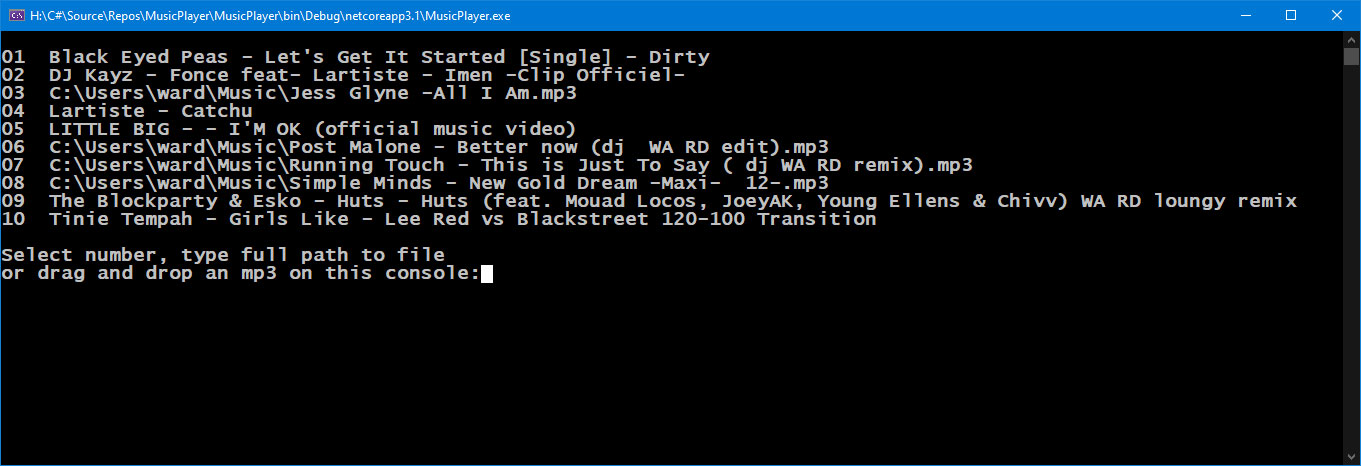 H:\C#\Source\Repos\MusicPlayer\MusicPlayer\bin\Debug\netcoreapp3.1\MusicPlayer.exe
01  Black Eyed Peas - Let's Get It Started [Single] - Dirty
02  DJ Kayz - Fonce feat- Lartiste - Imen -Clip Officiel-
03  C:\Users\ward\Music\Jess Glyne -All I Am.mp3
04  Lartiste - Catchu
05  LITTLE BIG - - I'M OK (official music video)
06  C:\Users\ward\Music\Post Malone - Better now (dj  WA RD edit).mp3
07  C:\Users\ward\Music\Running Touch - This is Just To Say ( dj WA RD remix).mp3
08  C:\Users\ward\Music\Simple Minds - New Gold Dream -Maxi-  12-.mp3
09  The Blockparty & Esko - Huts - Huts (feat. Mouad Locos, JoeyAK, Young Ellens & Chivv) WA RD loungy remix
10  Tinie Tempah - Girls Like - Lee Red vs Blackstreet 120-100 Transition
Select number, type full path to file
or drag and drop an mp3 on this console: